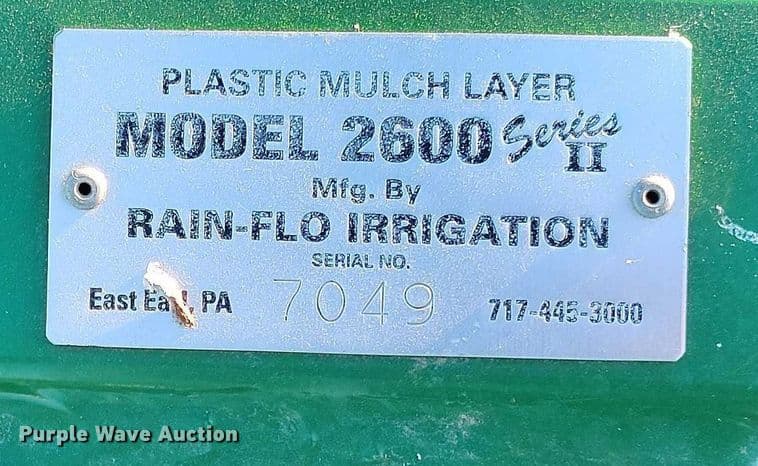 PLASTIC MULCH LAYER
MODEL 2600 Series II
Mfg. By
RAIN-FLO IRRIGATION
SERIAL NO.
East Earl, PA 7049 717-445-3000
Purple Wave Auction